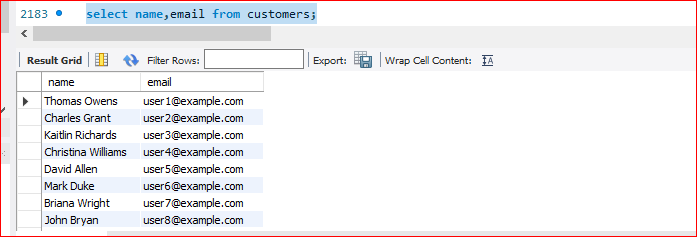 2183 select name,email from customers;
Result Grid Filter Rows: Export: Wrap Cell Content:
name email
Thomas Owens user1@example.com
Charles Grant user2@example.com
Kaitlin Richards user3@example.com
Christina Williams user4@example.com
David Allen user5@example.com
Mark Duke user6@example.com
Briana Wright user7@example.com
John Bryan user8@example.com